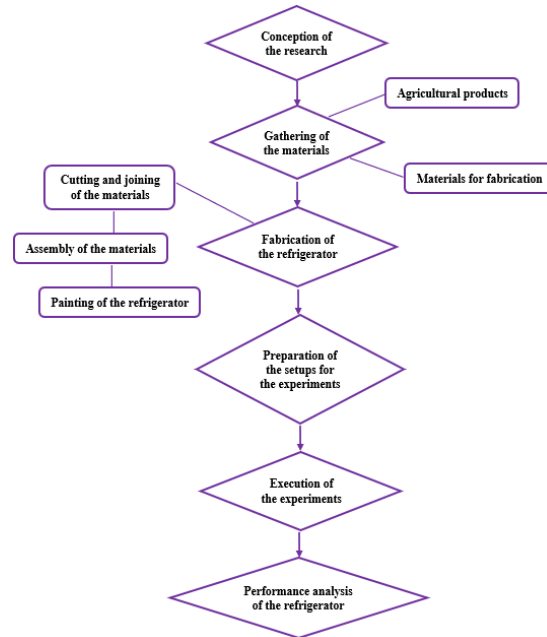 Conception of
the research
Agricultural products
Gathering of
the materials
Materials for fabrication
Cutting and joining
of the materials
Fabrication of
the refrigerator
Assembly of the materials
Painting of the refrigerator
Preparation of
the setups for
the experiments
Execution of
the experiments
Performance analysis
of the refrigerator